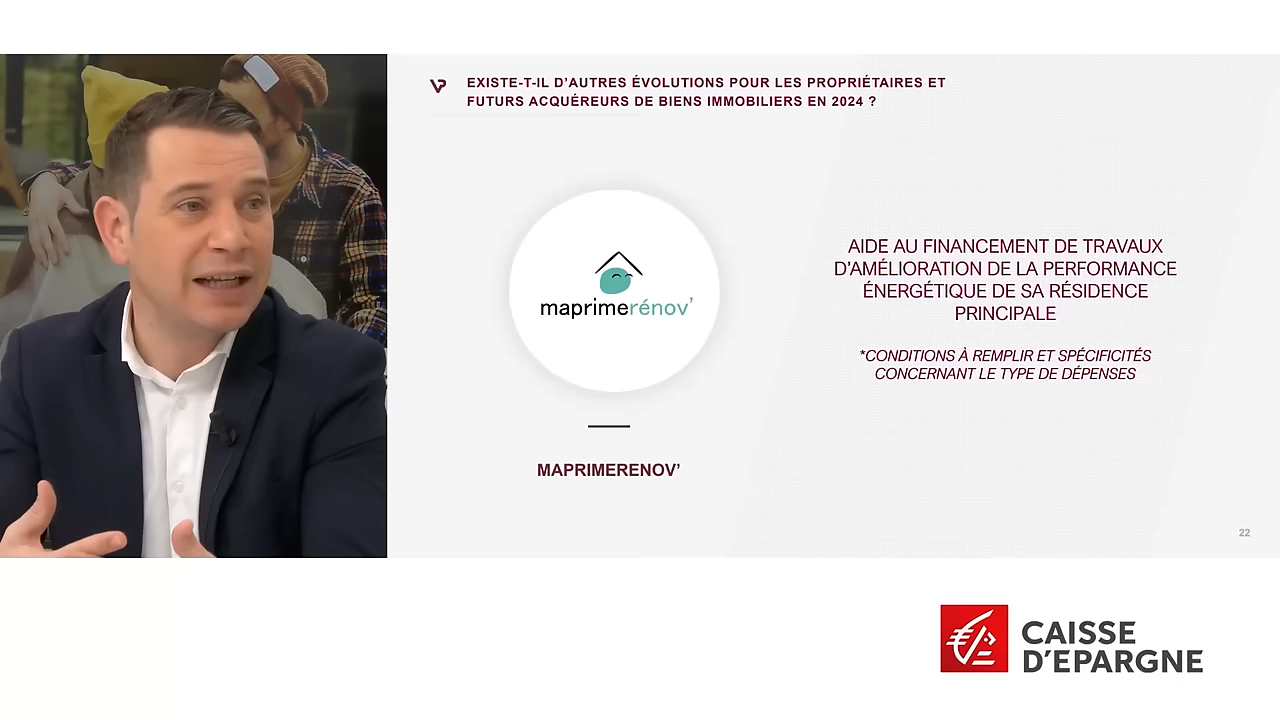 EXISTE-T-IL D'AUTRES ÉVOLUTIONS POUR LES PROPRIÉTAIRES ET
FUTURS ACQUÉREURS DE BIENS IMMOBILIERS EN 2024 ?
maprimerénov'
MAPRIMERENOV'
AIDE AU FINANCEMENT DE TRAVAUX
D'AMÉLIORATION DE LA PERFORMANCE
ÉNERGÉTIQUE DE SA RÉSIDENCE
PRINCIPALE
*CONDITIONS À REMPLIR ET SPÉCIFICITÉS
CONCERNANT LE TYPE DE DÉPENSES
22
CAISSE
D'EPARGNE